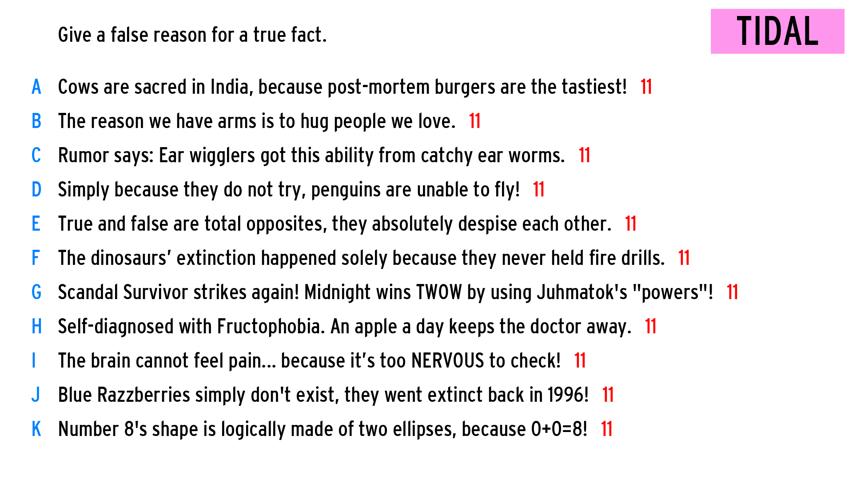 Give a false reason for a true fact.
TIDAL
A Cows are sacred in India, because post-mortem burgers are the tastiest! 11
B The reason we have arms is to hug people we love. 11
C Rumor says: Ear wigglers got this ability from catchy ear worms. 11
D Simply because they do not try, penguins are unable to fly! 11
E True and false are total opposites, they absolutely despise each other. 11
F The dinosaurs’ extinction happened solely because they never held fire drills. 11
G Scandal Survivor strikes again! Midnight wins TWOW by using Juhmatok's "powers"! 11
H Self-diagnosed with Fructophobia. An apple a day keeps the doctor away. 11
I The brain cannot feel pain... because it’s too NERVOUS to check! 11
J Blue Razzberries simply don't exist, they went extinct back in 1996! 11
K Number 8's shape is logically made of two ellipses, because 0+0=8! 11